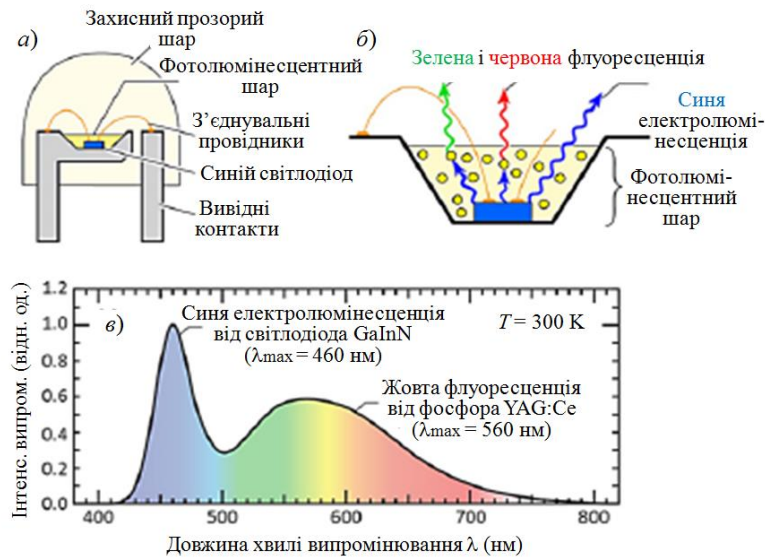 а)
Захисний прозорий
шар
Фотолюмінесцентний
шар
З’єднувальні
провідники
Синій світлодіод
Вивідні
контакти
б)
Зелена і червона флуоресценція
Синя
електролюмі-
несценція
Фотолюмі-
несцентний
шар
в)
Синя електролюмінесценція
від світлодіода GaInN
(λmax = 460 нм)
T = 300 K
Жовта флуоресценція
від фосфора YAG:Ce
(λmax = 560 нм)
Інтенс. випром. (відн. од.)
1.2
1.0
0.8
0.6
0.4
0.2
0.0
400 500 600 700 800
Довжина хвилі випромінювання λ (нм)